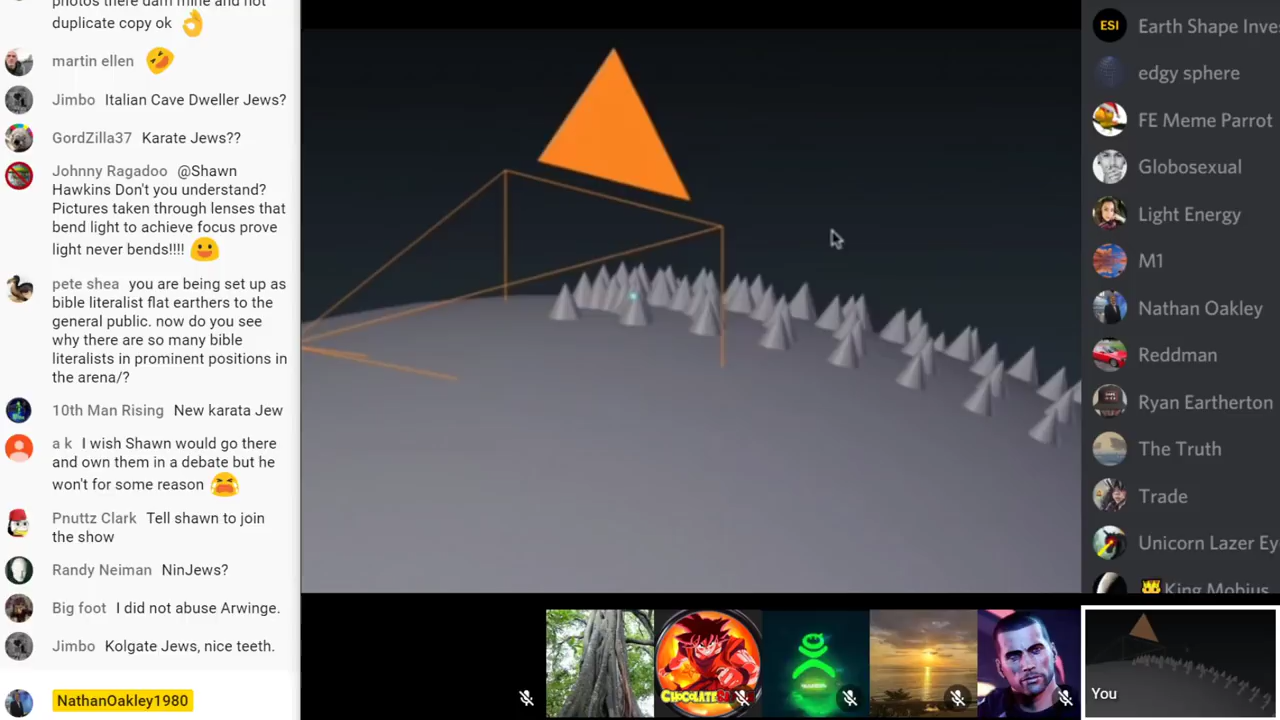 photos there dam mine and not
duplicate copy ok
martin ellen
Jimbo Italian Cave Dweller Jews?
GordZilla37 Karate Jews??
Johnny Ragadoo @Shawn
Hawkins Don't you understand?
Pictures taken through lenses that
bend light to achieve focus prove
light never bends!!!!
pete shea you are being set up as
bible literalist flat earthers to the
general public. now do you see
why there are so many bible
literalists in prominent positions in
the arena/?
10th Man Rising New karata Jew
a k I wish Shawn would go there
and own them in a debate but he
won't for some reason
Pnuttz Clark Tell shawn to join
the show
Randy Neiman NinJews?
Big foot I did not abuse Arwinge.
Jimbo Kolgate Jews, nice teeth.
NathanOakley1980
CHOCOLATE
You
ESI Earth Shape Inve
edgy sphere
FE Meme Parrot
Globosexual
Light Energy
M1
Nathan Oakley
Reddman
Ryan Eartherton
The Truth
Trade
Unicorn Lazer Ey
King Mobius